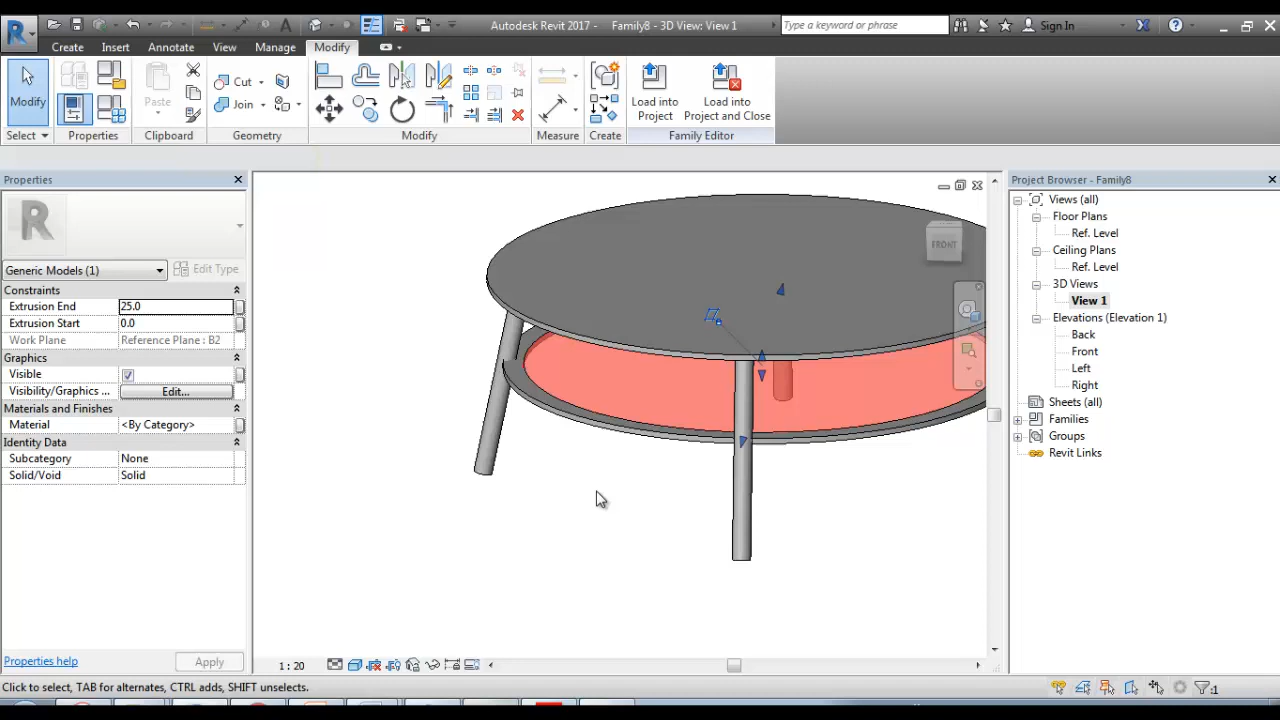 Autodesk Revit 2017 - Family8 - 3D View: View 1
Type a keyword or phrase
Sign In
Create Insert Annotate View Manage Modify
Modify
Paste
Cut
Join
Load into Project
Load into Project and Close
Select Properties Clipboard Geometry Modify Measure Create Family Editor
Properties
Project Browser - Family8
Generic Models (1)
Edit Type
Constraints
Extrusion End 25.0
Extrusion Start 0.0
Work Plane Reference Plane : B2
Graphics
Visible
Visibility/Graphics ... Edit...
Materials and Finishes
Material <By Category>
Identity Data
Subcategory None
Solid/Void Solid
Properties help
Apply
FRONT
Views (all)
Floor Plans
Ref. Level
Ceiling Plans
Ref. Level
3D Views
View 1
Elevations (Elevation 1)
Back
Front
Left
Right
Sheets (all)
Families
Groups
Revit Links
1 : 20
Click to select, TAB for alternates, CTRL adds, SHIFT unselects.
:1